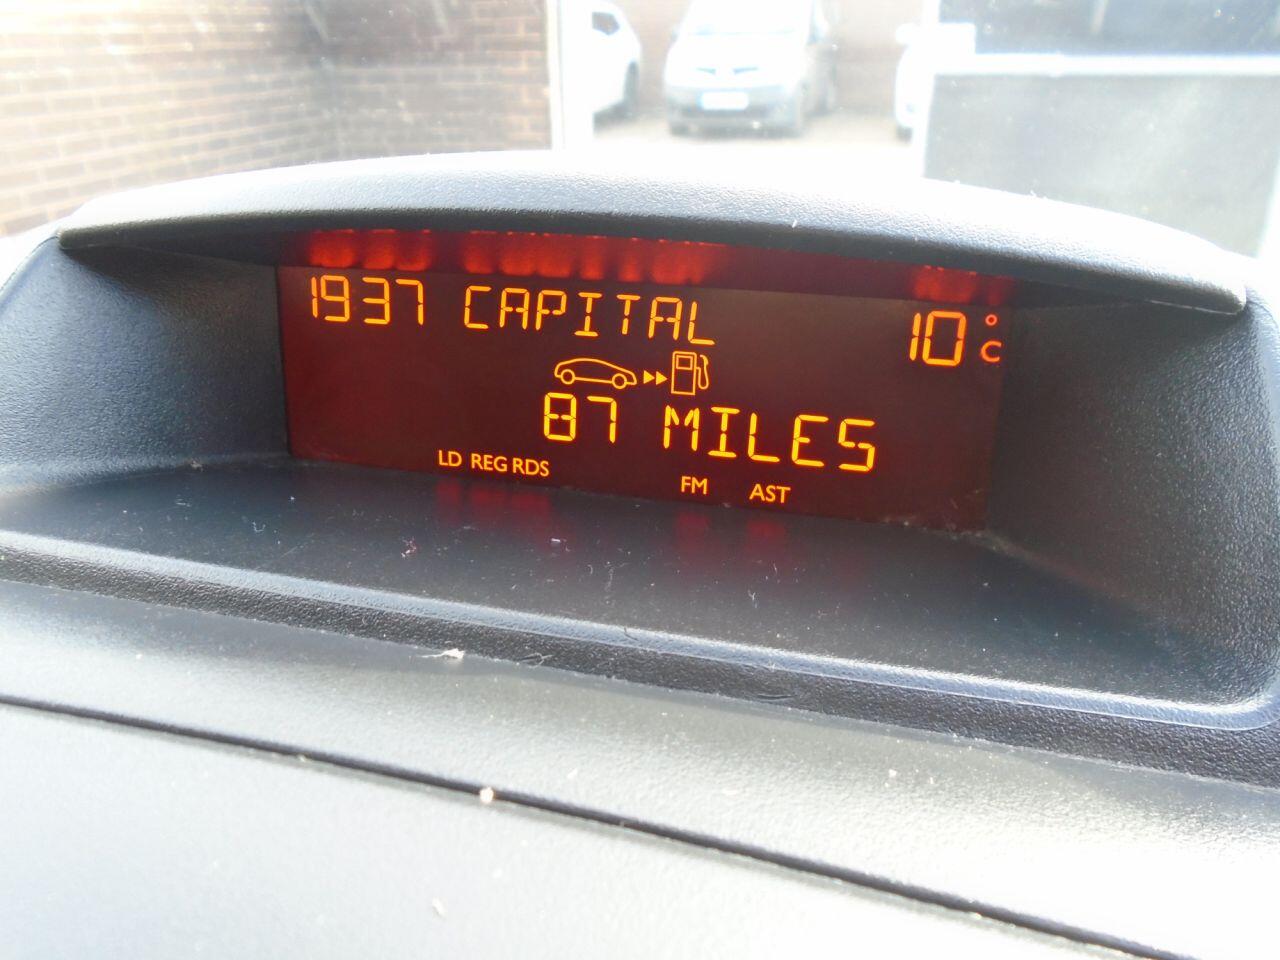 1937 CAPITAL 10°C
87 MILES
LD REG RDS FM AST